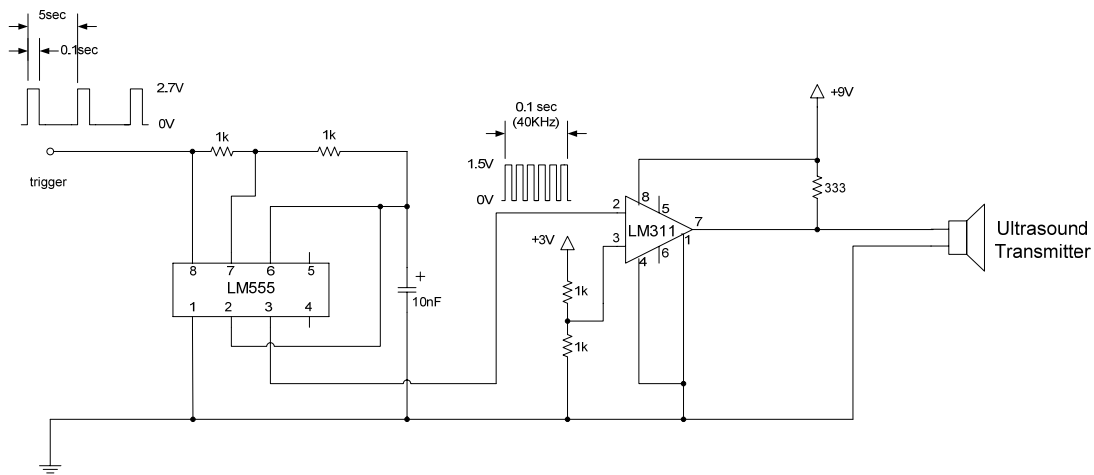 5sec
0.1sec
2.7V
0V
trigger
1k
1k
8 7 6 5
LM555
1 2 3 4
+
10nF
0.1 sec
(40KHz)
1.5V
0V
+3V
1k
1k
2
3
8
5
LM311
7
1
4
6
+9V
333
Ultrasound
Transmitter